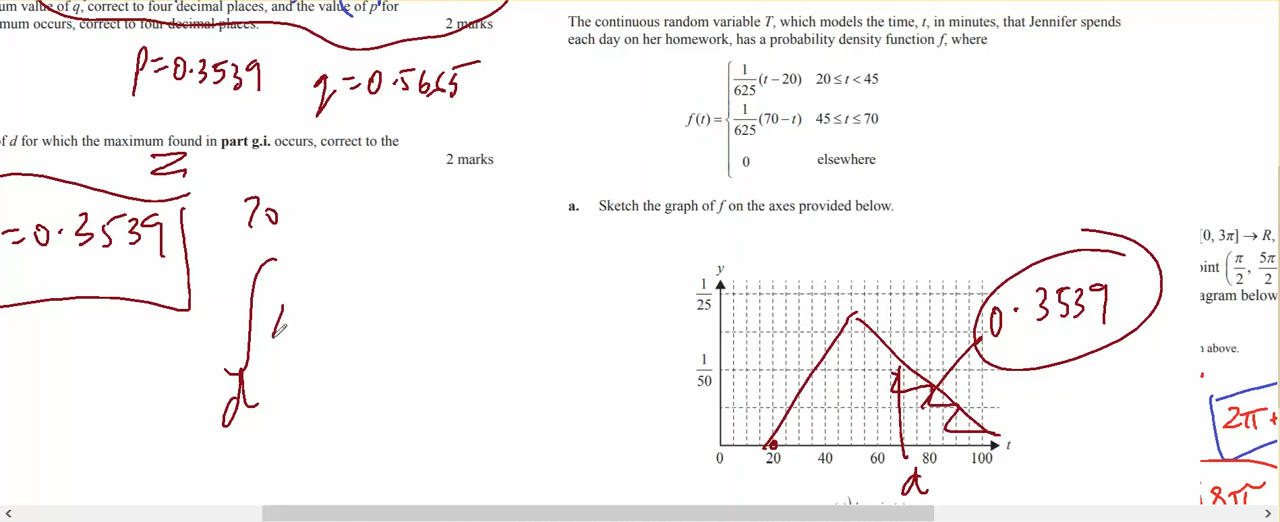 um value of q, correct to four decimal places, and the value of p for
mum occurs, correct to four decimal places.
2 marks
p=0.3539
q=0.5665
of d for which the maximum found in part g.i. occurs, correct to the
2 marks
=0.3539
70
∫
d
The continuous random variable T, which models the time, t, in minutes, that Jennifer spends
each day on her homework, has a probability density function f, where
f(t) = { 1/625 (t−20) 20 ≤ t < 45
1/625 (70−t) 45 ≤ t ≤ 70
0 elsewhere
a. Sketch the graph of f on the axes provided below.
y
1/25
1/50
0 20 40 60 80 100 t
0.3539
d
[0, 3π] → R,
oint (π/2, 5π/2
agram below
n above.
2π+
8π